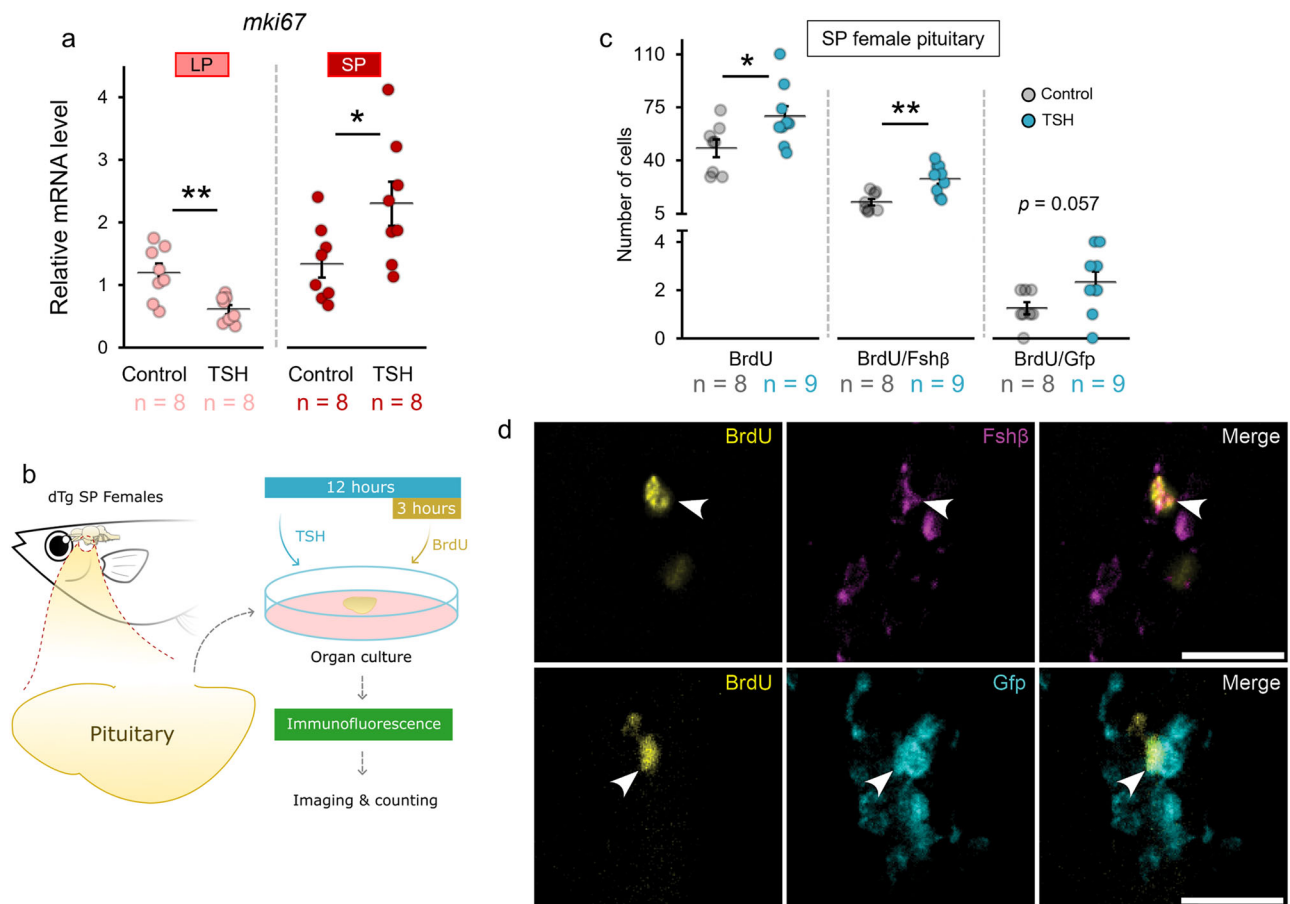 mki67
a
LP
SP
Relative mRNA level
4
3
2
1
0
**
*
Control TSH Control TSH
n = 8 n = 8 n = 8 n = 8
c
SP female pituitary
Number of cells
110
75
40
5
4
2
0
*
**
p = 0.057
Control
TSH
BrdU BrdU/Fshβ BrdU/Gfp
n = 8 n = 9 n = 8 n = 9 n = 8 n = 9
b
dTg SP Females
Pituitary
12 hours
3 hours
TSH
BrdU
Organ culture
Immunofluorescence
Imaging & counting
d
BrdU Fshβ Merge
BrdU Gfp Merge